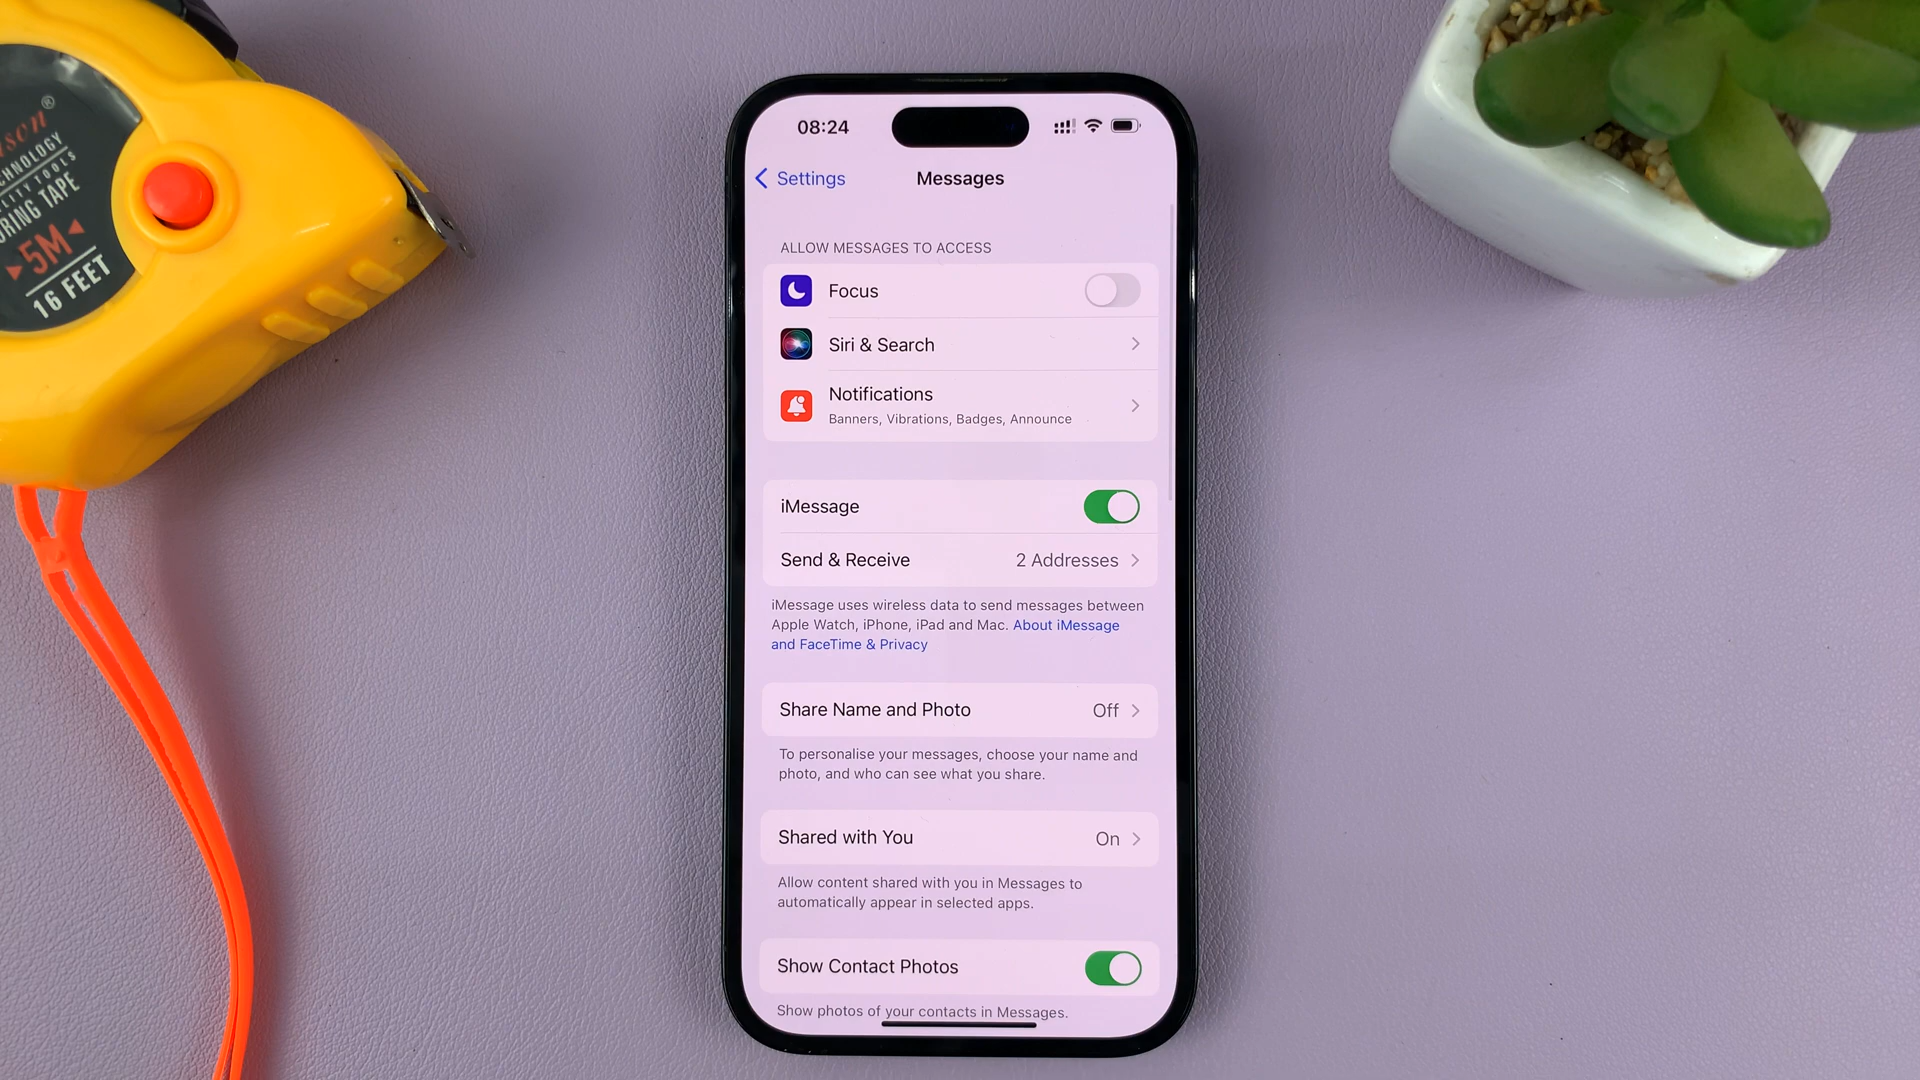 ®
TAPE
5M
16 FEET
08:24
Settings
Messages
ALLOW MESSAGES TO ACCESS
Focus
Siri & Search
Notifications
Banners, Vibrations, Badges, Announce
iMessage
Send & Receive 2 Addresses
iMessage uses wireless data to send messages between
Apple Watch, iPhone, iPad and Mac. About iMessage
and FaceTime & Privacy
Share Name and Photo Off
To personalise your messages, choose your name and
photo, and who can see what you share.
Shared with You On
Allow content shared with you in Messages to
automatically appear in selected apps.
Show Contact Photos
Show photos of your contacts in Messages.